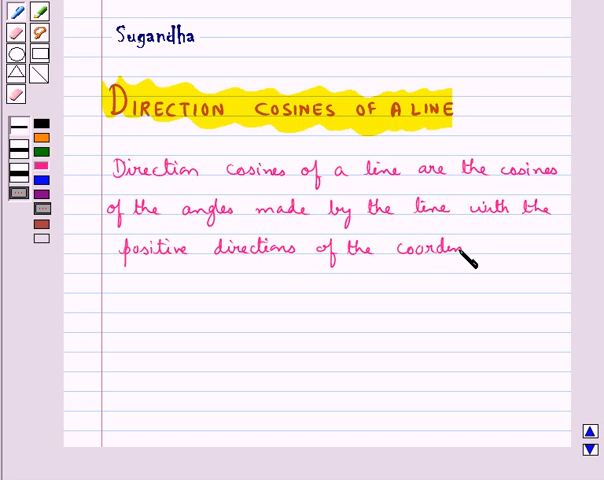 Sugandha
DIRECTION COSINES OF A LINE
Direction cosines of a line are the cosines
of the angles made by the line with the
positive directions of the coorden